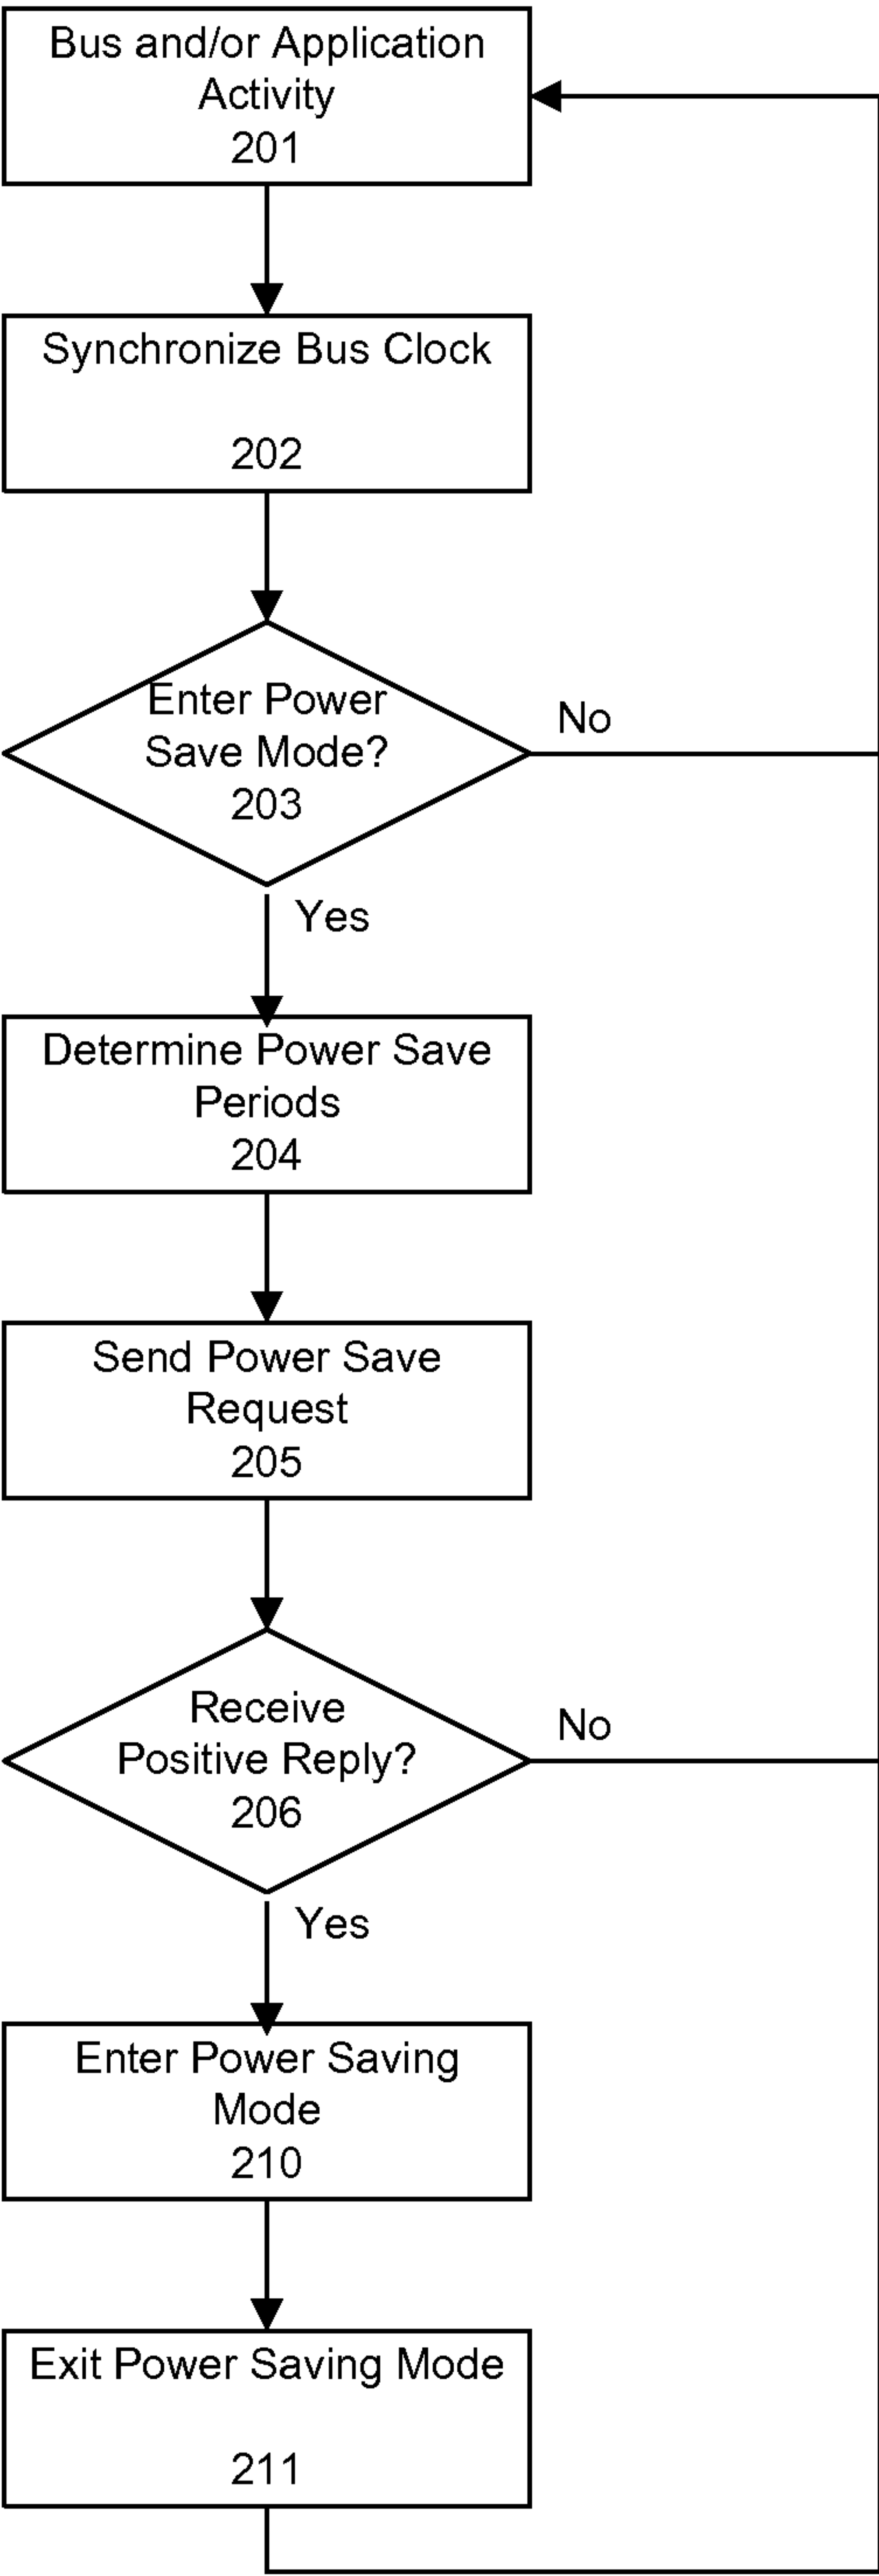 Bus and/or Application
Activity
201
Synchronize Bus Clock
202
Enter Power
Save Mode?
203
No
Yes
Determine Power Save
Periods
204
Send Power Save
Request
205
Receive
Positive Reply?
206
No
Yes
Enter Power Saving
Mode
210
Exit Power Saving Mode
211